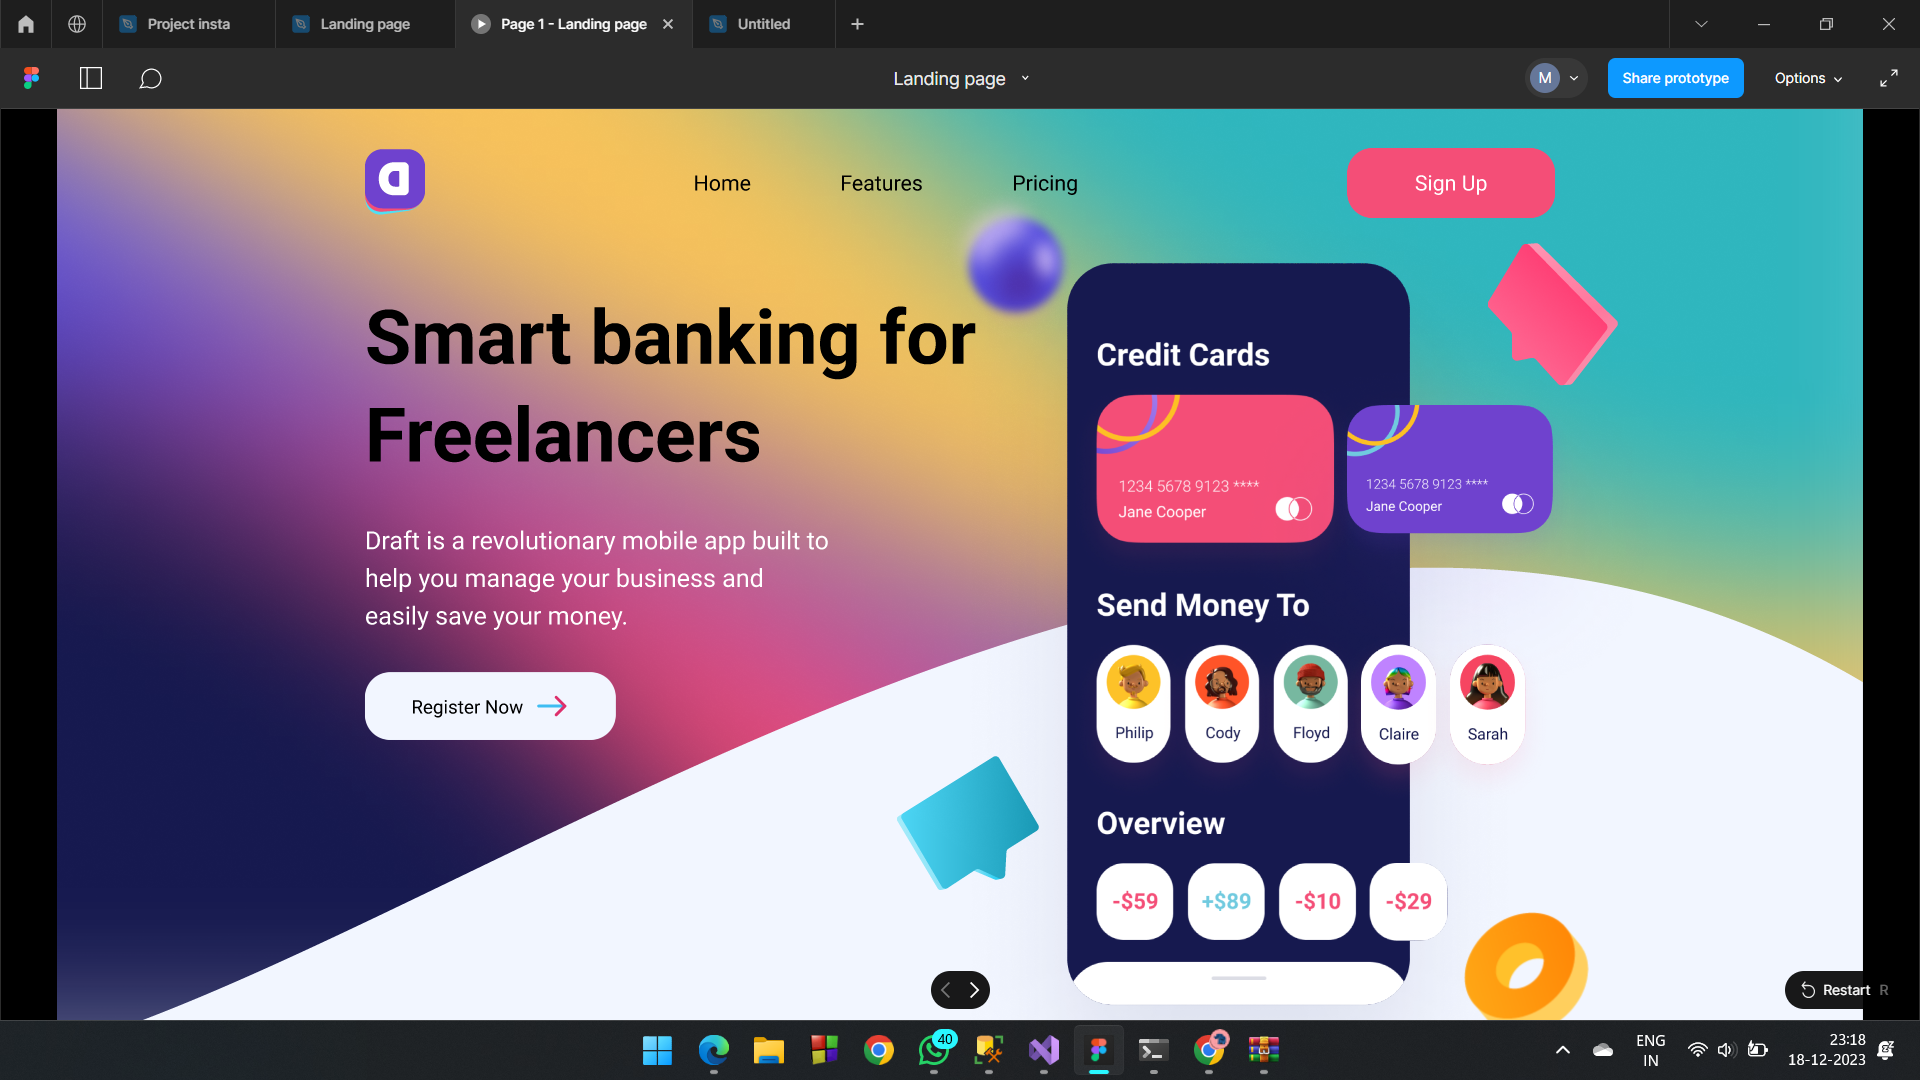 Project insta
Landing page
Page 1 - Landing page
Untitled
Landing page
M
Share prototype
Options
Home
Features
Pricing
Sign Up
Smart banking for
Freelancers
Draft is a revolutionary mobile app built to
help you manage your business and
easily save your money.
Register Now
Credit Cards
1234 5678 9123 ****
Jane Cooper
1234 5678 9123 ****
Jane Cooper
Send Money To
Philip
Cody
Floyd
Claire
Sarah
Overview
-$59
+$89
-$10
-$29
Restart R
40
ENG
IN
23:18
18-12-2023